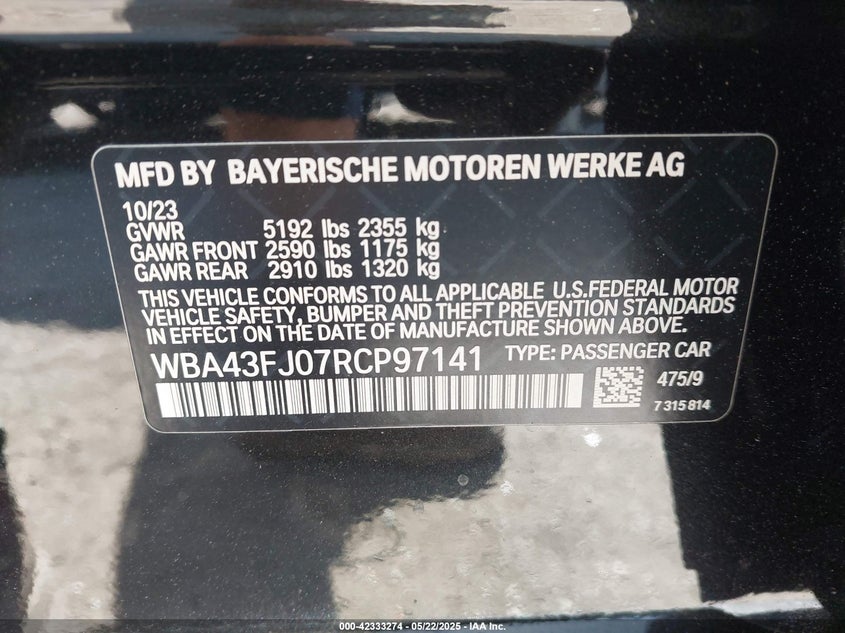 MFD BY BAYERISCHE MOTOREN WERKE AG
10/23
GVWR 5192 lbs 2355 kg
GAWR FRONT 2590 lbs 1175 kg
GAWR REAR 2910 lbs 1320 kg
THIS VEHICLE CONFORMS TO ALL APPLICABLE U.S.FEDERAL MOTOR
VEHICLE SAFETY, BUMPER AND THEFT PREVENTION STANDARDS
IN EFFECT ON THE DATE OF MANUFACTURE SHOWN ABOVE.
WBA43FJ07RCP97141 TYPE: PASSENGER CAR
475/9
7 315 814
000-42333274 - 05/22/2025 - IAA Inc.